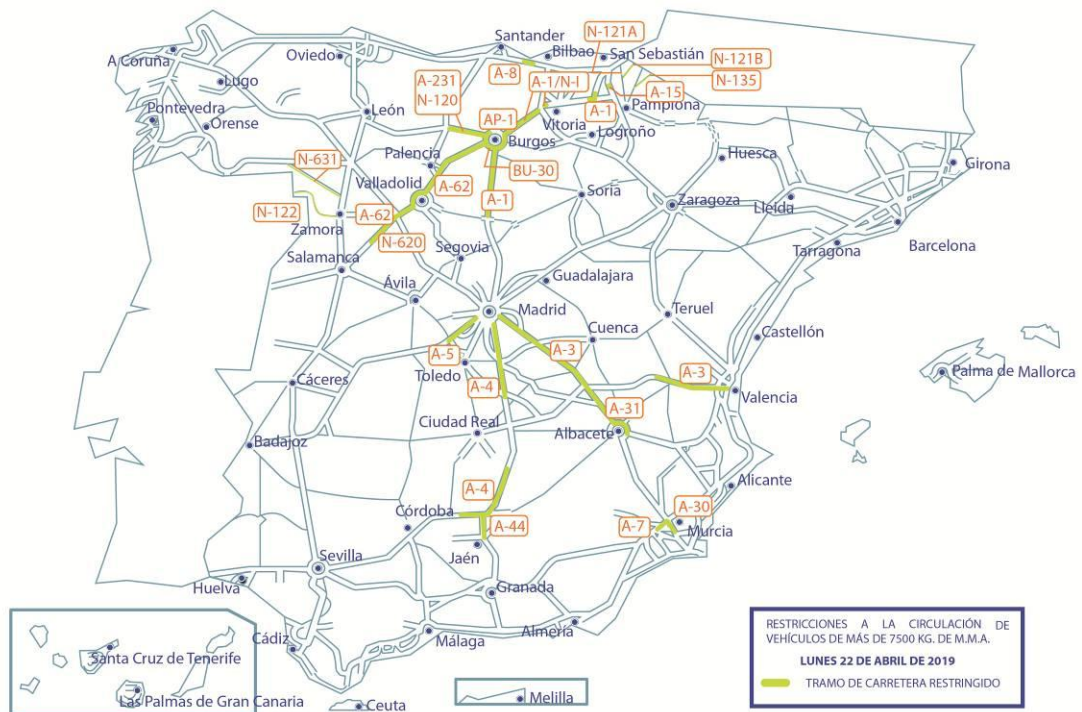 N-121A
Santander
Bilbao
San Sebastián
A Coruña
Oviedo
N-121B
A-8
Lugo
A-231
N-120
A-1/N-I
N-135
A-15
Pontevedra
León
Pamplona
AP-1
A-1
Vitoria
Orense
Burgos
Logroño
Palencia
Huesca
Girona
N-631
BU-30
Valladolid
A-62
A-1
Soria
Zaragoza
Lleida
N-122
A-62
Barcelona
Zamora
N-620
Tarragona
Segovia
Salamanca
Guadalajara
Ávila
Madrid
Teruel
Cuenca
Castellón
A-5
A-3
Toledo
A-3
Palma de Mallorca
Cáceres
A-4
Valencia
A-31
Ciudad Real
Albacete
Badajoz
Alicante
A-4
Córdoba
A-30
A-44
A-7
Murcia
Jaén
Sevilla
Huelva
Granada
Almería
Cádiz
Málaga
Santa Cruz de Tenerife
Las Palmas de Gran Canaria
Ceuta
Melilla
RESTRICCIONES A LA CIRCULACIÓN DE
VEHÍCULOS DE MÁS DE 7500 KG. DE M.M.A.
LUNES 22 DE ABRIL DE 2019
TRAMO DE CARRETERA RESTRINGIDO